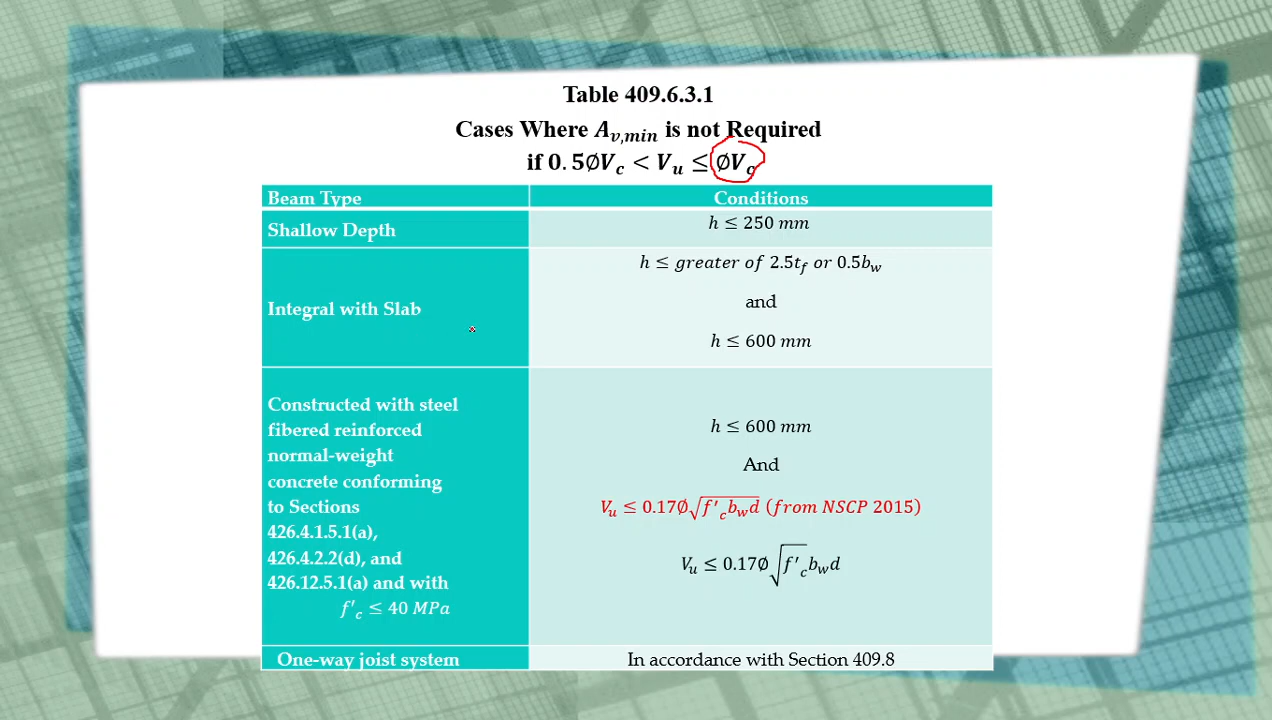 Table 409.6.3.1
Cases Where A_{v,min} is not Required
if 0.5∅V_c < V_u ≤ ∅V_c
Beam Type
Conditions
Shallow Depth
h ≤ 250 mm
Integral with Slab
h ≤ greater of 2.5t_f or 0.5b_w
and
h ≤ 600 mm
Constructed with steel
fibered reinforced
normal-weight
concrete conforming
to Sections
426.4.1.5.1(a),
426.4.2.2(d), and
426.12.5.1(a) and with
f'_c ≤ 40 MPa
h ≤ 600 mm
And
V_u ≤ 0.17∅√(f'_c b_w d) (from NSCP 2015)
V_u ≤ 0.17∅√(f'_c) b_w d
One-way joist system
In accordance with Section 409.8